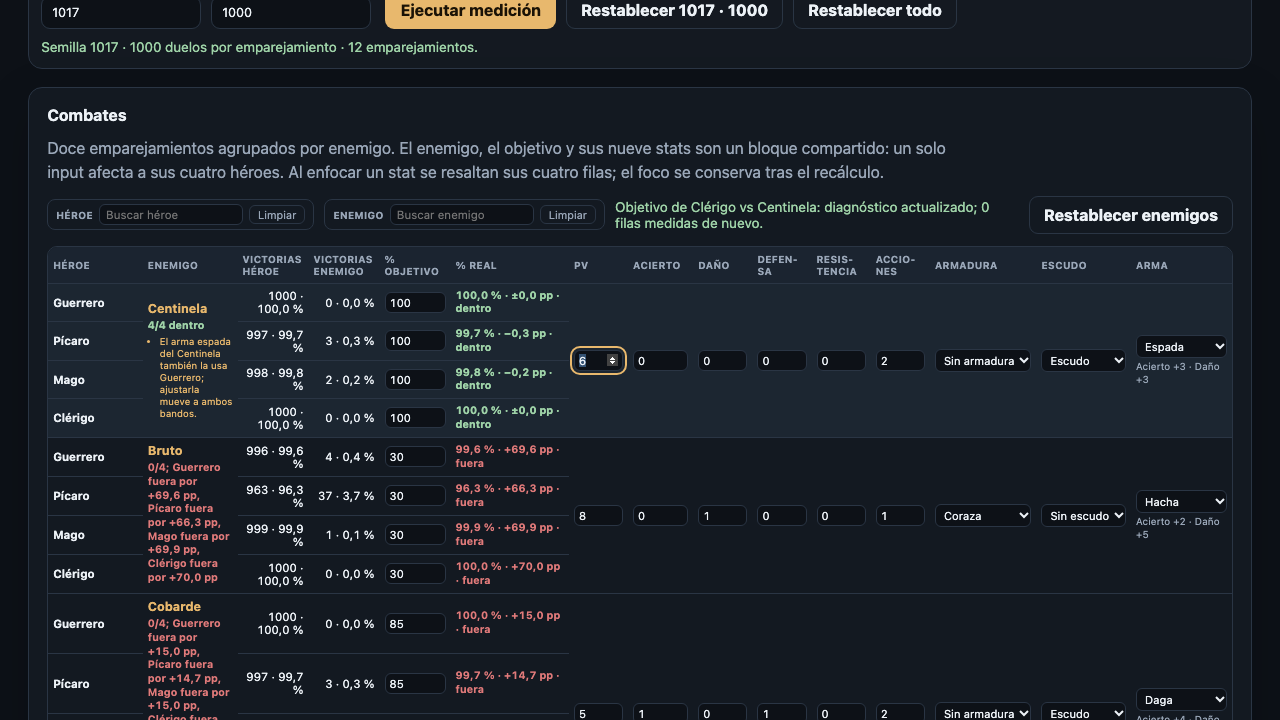 1017
1000
Ejecutar medición
Restablecer 1017 · 1000
Restablecer todo
Semilla 1017 · 1000 duelos por emparejamiento · 12 emparejamientos.
Combates
Doce emparejamientos agrupados por enemigo. El enemigo, el objetivo y sus nueve stats son un bloque compartido: un solo
input afecta a sus cuatro héroes. Al enfocar un stat se resaltan sus cuatro filas; el foco se conserva tras el recálculo.
HÉROE
Buscar héroe
Limpiar
ENEMIGO
Buscar enemigo
Limpiar
Objetivo de Clérigo vs Centinela: diagnóstico actualizado; 0
filas medidas de nuevo.
Restablecer enemigos
HÉROE
ENEMIGO
VICTORIAS
HÉROE
VICTORIAS
ENEMIGO
%
OBJETIVO
% REAL
PV
ACIERTO
DAÑO
DEFEN-
SA
RESIS-
TENCIA
ACCIO-
NES
ARMADURA
ESCUDO
ARMA
Guerrero
Centinela
4/4 dentro
• El arma espada
del Centinela
también la usa
Guerrero;
ajustarla
mueve a ambos
bandos.
1000 ·
100,0 %
0 · 0,0 %
100
100,0 % · ±0,0 pp ·
dentro
6
0
0
0
0
2
Sin armadura
Escudo
Espada
Acierto +3 · Daño
+3
Pícaro
997 · 99,7
%
3 · 0,3 %
100
99,7 % · −0,3 pp ·
dentro
Mago
998 · 99,8
%
2 · 0,2 %
100
99,8 % · −0,2 pp ·
dentro
Clérigo
1000 ·
100,0 %
0 · 0,0 %
100
100,0 % · ±0,0 pp ·
dentro
Guerrero
Bruto
0/4; Guerrero
fuera por
+69,6 pp,
Pícaro fuera
por +66,3 pp,
Mago fuera por
+69,9 pp,
Clérigo fuera
por +70,0 pp
996 · 99,6
%
4 · 0,4 %
30
99,6 % · +69,6 pp ·
fuera
8
0
1
0
0
1
Coraza
Sin escudo
Hacha
Acierto +2 · Daño
+5
Pícaro
963 · 96,3
%
37 · 3,7 %
30
96,3 % · +66,3 pp ·
fuera
Mago
999 · 99,9
%
1 · 0,1 %
30
99,9 % · +69,9 pp ·
fuera
Clérigo
1000 ·
100,0 %
0 · 0,0 %
30
100,0 % · +70,0 pp
· fuera
Guerrero
Cobarde
0/4; Guerrero
fuera por
+15,0 pp,
Pícaro fuera
por +14,7 pp,
Mago fuera por
+15,0 pp,
Clérigo fuera
1000 ·
100,0 %
0 · 0,0 %
85
100,0 % · +15,0 pp
· fuera
Pícaro
997 · 99,7
%
3 · 0,3 %
85
99,7 % · +14,7 pp ·
fuera
5
1
0
1
0
2
Sin armadura
Escudo
Daga
Acierto +4 · Daño